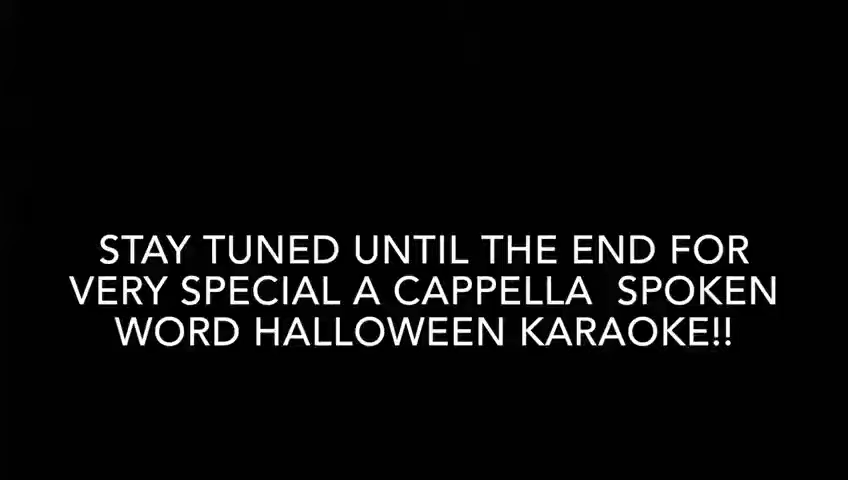 STAY TUNED UNTIL THE END FOR
VERY SPECIAL A CAPPELLA  SPOKEN
WORD HALLOWEEN KARAOKE!!